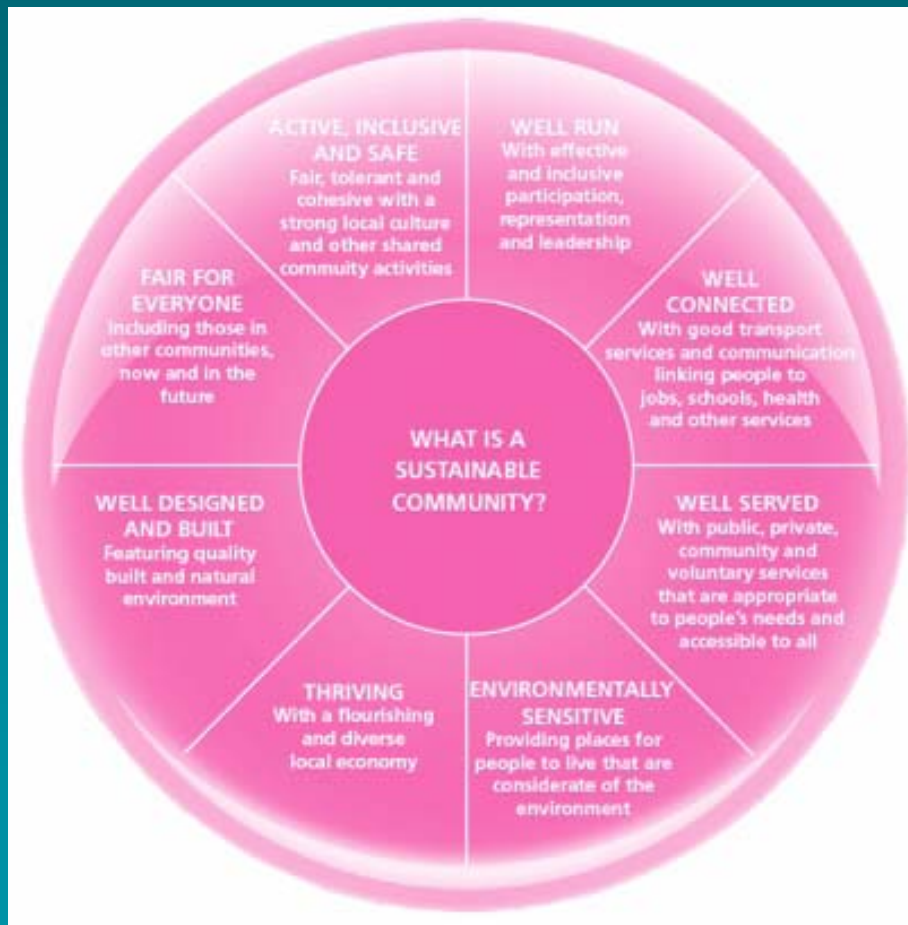 WHAT IS A
SUSTAINABLE
COMMUNITY?
ACTIVE, INCLUSIVE
AND SAFE
Fair, tolerant and
cohesive with a
strong local culture
and other shared
commuity activities
WELL RUN
With effective
and inclusive
participation,
representation
and leadership
WELL
CONNECTED
With good transport
services and communication
linking people to
jobs, schools, health
and other services
WELL SERVED
With public, private,
community and
voluntary services
that are appropriate
to people's needs and
accessible to all
ENVIRONMENTALLY
SENSITIVE
Providing places for
people to live that are
considerate of the
environment
THRIVING
With a flourishing
and diverse
local economy
WELL DESIGNED
AND BUILT
Featuring quality
built and natural
environment
FAIR FOR
EVERYONE
Including those in
other communities,
now and in the
future